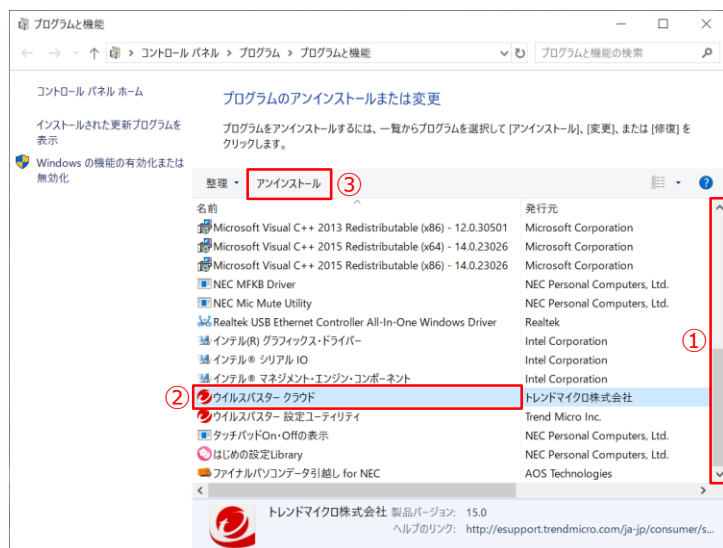 プログラムと機能
コントロール パネル > プログラム > プログラムと機能
プログラムと機能の検索
コントロール パネル ホーム
インストールされた更新プログラムを
表示
Windows の機能の有効化または
無効化
プログラムのアンインストールまたは変更
プログラムをアンインストールするには、一覧からプログラムを選択して [アンインストール]、[変更]、または [修復] を
クリックします。
整理 アンインストール ③
名前 発行元
Microsoft Visual C++ 2013 Redistributable (x86) - 12.0.30501 Microsoft Corporation
Microsoft Visual C++ 2015 Redistributable (x64) - 14.0.23026 Microsoft Corporation
Microsoft Visual C++ 2015 Redistributable (x86) - 14.0.23026 Microsoft Corporation
NEC MFKB Driver NEC Personal Computers, Ltd.
NEC Mic Mute Utility NEC Personal Computers, Ltd.
Realtek USB Ethernet Controller All-In-One Windows Driver Realtek
インテル(R) グラフィックス・ドライバー Intel Corporation ①
インテル® シリアル IO Intel Corporation
インテル® マネジメント・エンジン・コンポーネント Intel Corporation
② ウイルスバスター クラウド トレンドマイクロ株式会社
ウイルスバスター 設定ユーティリティ Trend Micro Inc.
タッチパッドOn・Offの表示 NEC Personal Computers, Ltd.
はじめの設定Library NEC Personal Computers, Ltd.
ファイナルパソコンデータ引越し for NEC AOS Technologies
トレンドマイクロ株式会社 製品バージョン: 15.0
ヘルプのリンク: http://esupport.trendmicro.com/ja-jp/consumer/s...